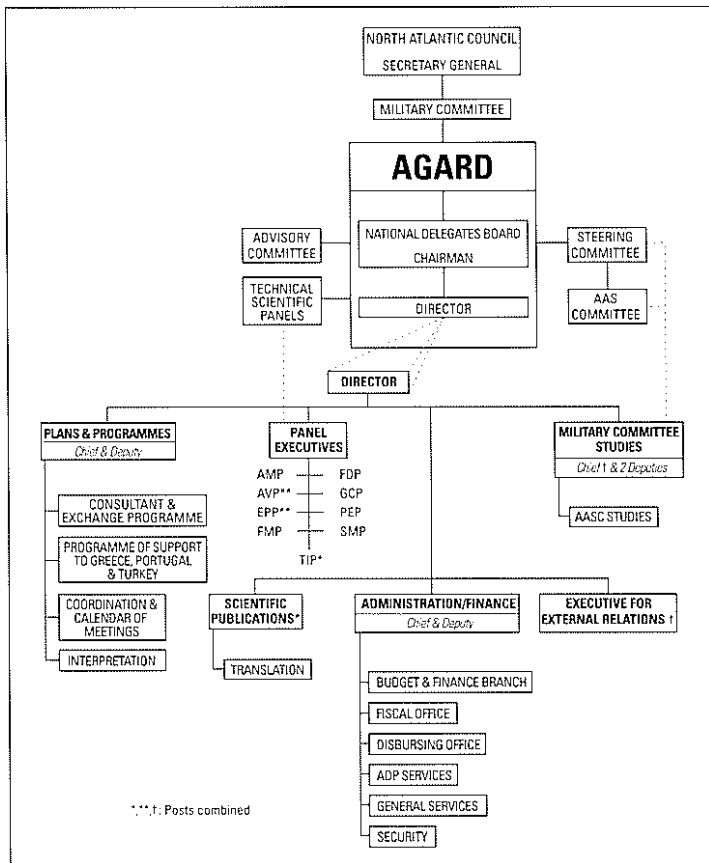 NORTH ATLANTIC COUNCIL
SECRETARY GENERAL
MILITARY COMMITTEE
AGARD
ADVISORY
COMMITTEE
NATIONAL DELEGATES BOARD
CHAIRMAN
STEERING
COMMITTEE
TECHNICAL
SCIENTIFIC
PANELS
DIRECTOR
AAS
COMMITTEE
DIRECTOR
PLANS & PROGRAMMES
Chief & Deputy
CONSULTANT &
EXCHANGE PROGRAMME
PROGRAMME OF SUPPORT
TO GREECE, PORTUGAL
& TURKEY
COORDINATION &
CALENDAR OF
MEETINGS
INTERPRETATION
PANEL
EXECUTIVES
AMP FDP
AVP** GCP
EPP** PEP
FMP SMP
TIP*
MILITARY COMMITTEE
STUDIES
Chief † & 2 Deputies
AASC STUDIES
SCIENTIFIC
PUBLICATIONS*
TRANSLATION
ADMINISTRATION/FINANCE
Chief & Deputy
BUDGET & FINANCE BRANCH
FISCAL OFFICE
DISBURSING OFFICE
ADP SERVICES
GENERAL SERVICES
SECURITY
EXECUTIVE FOR
EXTERNAL RELATIONS †
*,**,†: Posts combined